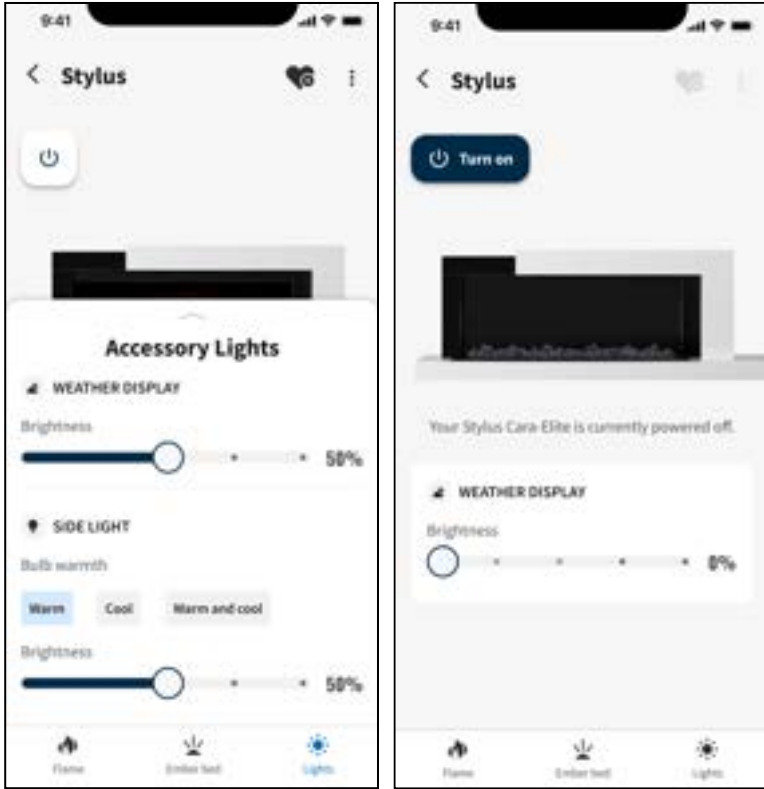 9:41
Stylus
Accessory Lights
WEATHER DISPLAY
Brightness
50%
SIDE LIGHT
Bulb warmth
Warm Cool Warm and cool
Brightness
50%
Flame Ember bed Lights
9:41
Stylus
Turn on
Your Stylus Cara Elite is currently powered off.
WEATHER DISPLAY
Brightness
0%
Flame Ember bed Lights